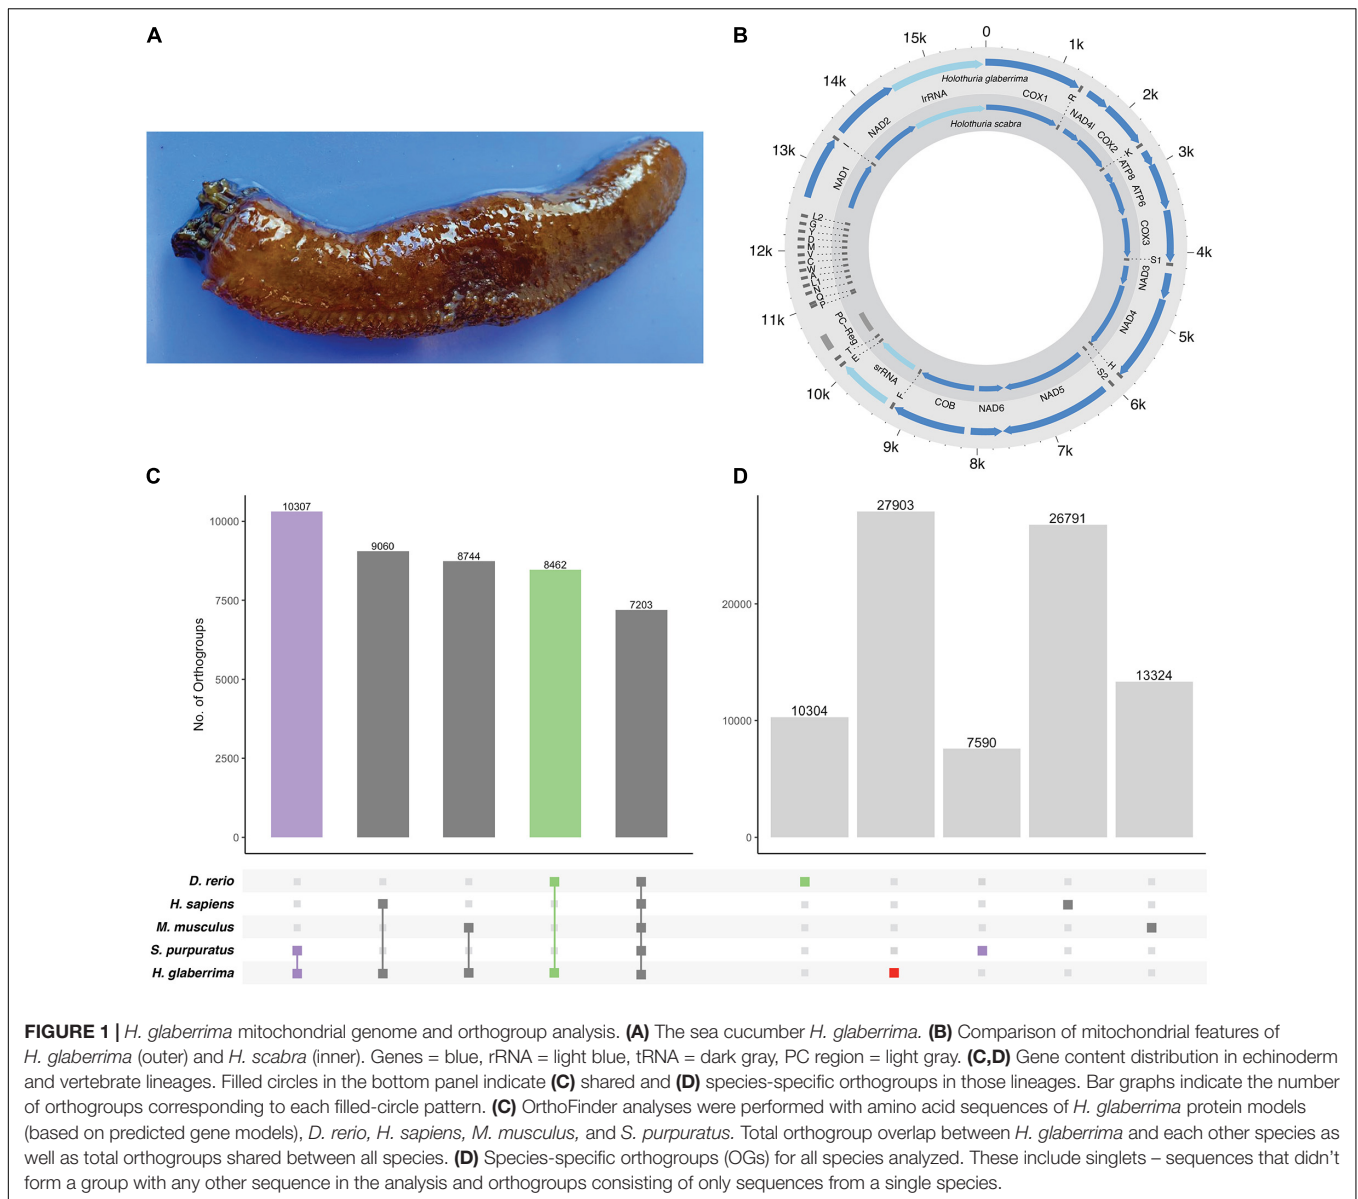 A
B
0
1k
2k
3k
4k
5k
6k
7k
8k
9k
10k
11k
12k
13k
14k
15k
Holothuria glaberrima
Holothuria scabra
COX1
R
NAD4l
COX2
K
ATP8
ATP6
COX3
S1
NAD3
NAD4
H
S2
NAD5
NAD6
COB
F
srRNA
E
T
PC-Reg
P
Q
N
L1
A
W
C
V
M
D
Y
G
L2
NAD1
NAD2
lrRNA
C
No. of Orthogroups
10000
7500
5000
2500
0
10307
9060
8744
8462
7203
D
20000
10000
0
10304
27903
7590
26791
13324
D. rerio
H. sapiens
M. musculus
S. purpuratus
H. glaberrima
FIGURE 1 | H. glaberrima mitochondrial genome and orthogroup analysis. (A) The sea cucumber H. glaberrima. (B) Comparison of mitochondrial features of
H. glaberrima (outer) and H. scabra (inner). Genes = blue, rRNA = light blue, tRNA = dark gray, PC region = light gray. (C,D) Gene content distribution in echinoderm
and vertebrate lineages. Filled circles in the bottom panel indicate (C) shared and (D) species-specific orthogroups in those lineages. Bar graphs indicate the number
of orthogroups corresponding to each filled-circle pattern. (C) OrthoFinder analyses were performed with amino acid sequences of H. glaberrima protein models
(based on predicted gene models), D. rerio, H. sapiens, M. musculus, and S. purpuratus. Total orthogroup overlap between H. glaberrima and each other species as
well as total orthogroups shared between all species. (D) Species-specific orthogroups (OGs) for all species analyzed. These include singlets – sequences that didn't
form a group with any other sequence in the analysis and orthogroups consisting of only sequences from a single species.